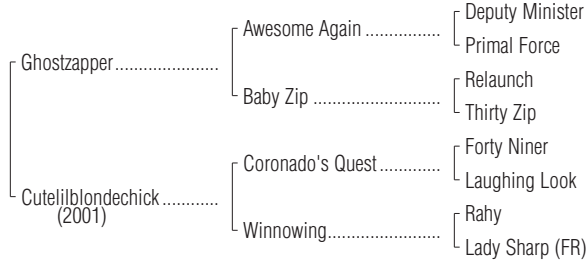 Deputy Minister
Awesome Again ..................
Primal Force
Ghostzapper.......................
Relaunch
Baby Zip ..............................
Thirty Zip
Forty Niner
Coronado's Quest...............
Laughing Look
Cutelilblondechick .............
(2001)
Rahy
Winnowing...........................
Lady Sharp (FR)